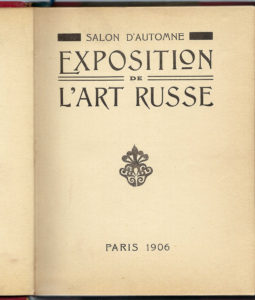 SALON D'AUTOMNE
EXPOSITION
DE
L'ART RUSSE
PARIS 1906